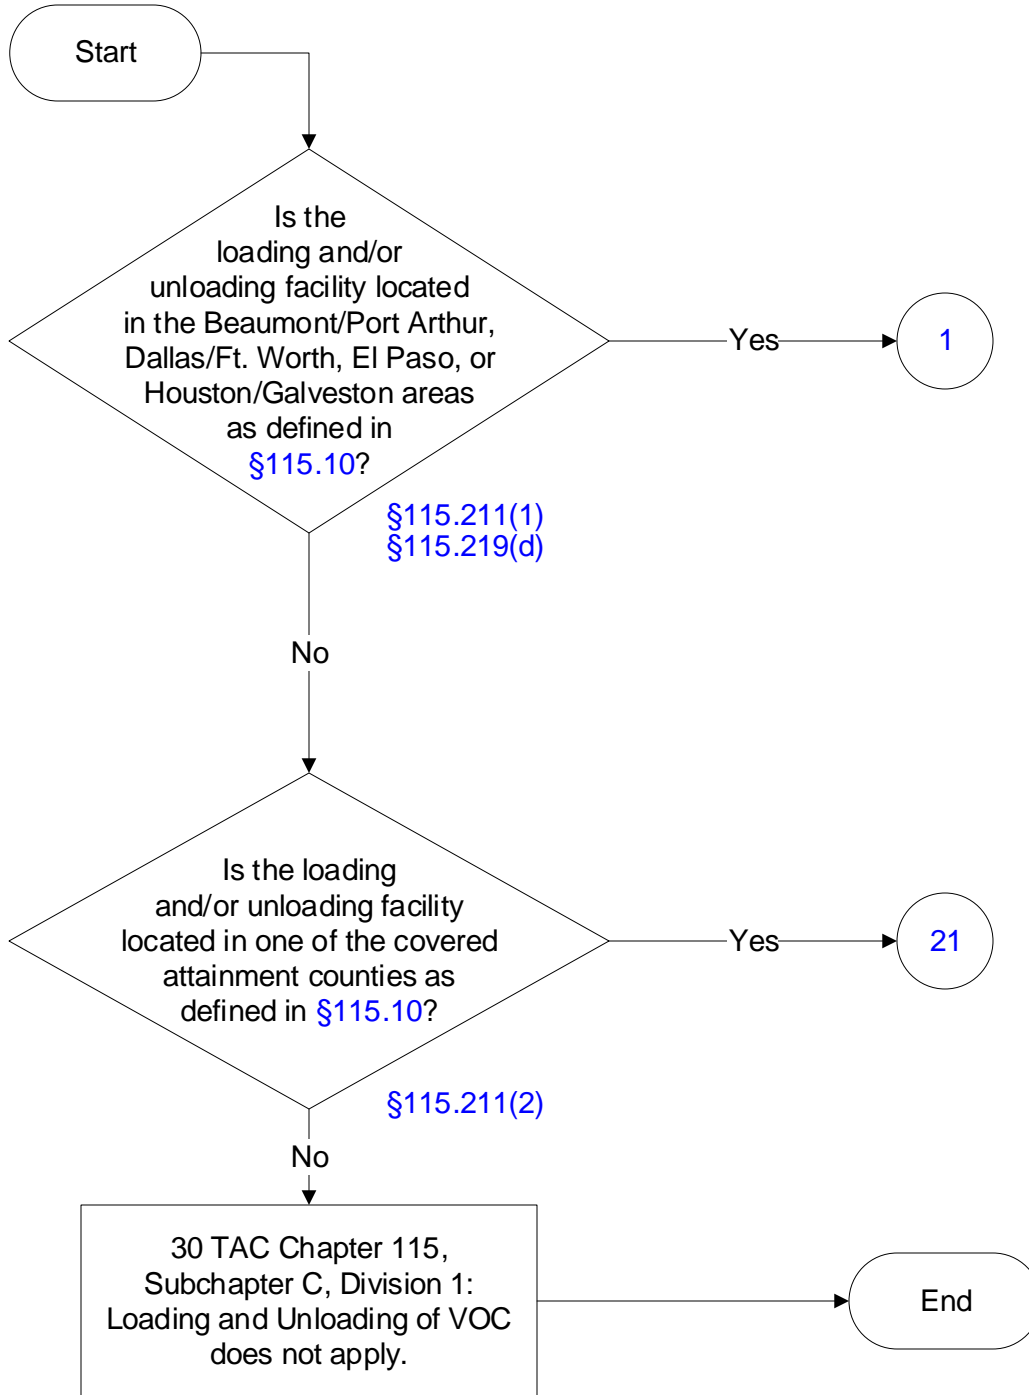 Start
Is the
loading and/or
unloading facility located
in the Beaumont/Port Arthur,
Dallas/Ft. Worth, El Paso, or
Houston/Galveston areas
as defined in
§115.10?
Yes
1
§115.211(1)
§115.219(d)
No
Is the loading
and/or unloading facility
located in one of the covered
attainment counties as
defined in §115.10?
Yes
21
§115.211(2)
No
30 TAC Chapter 115,
Subchapter C, Division 1:
Loading and Unloading of VOC
does not apply.
End